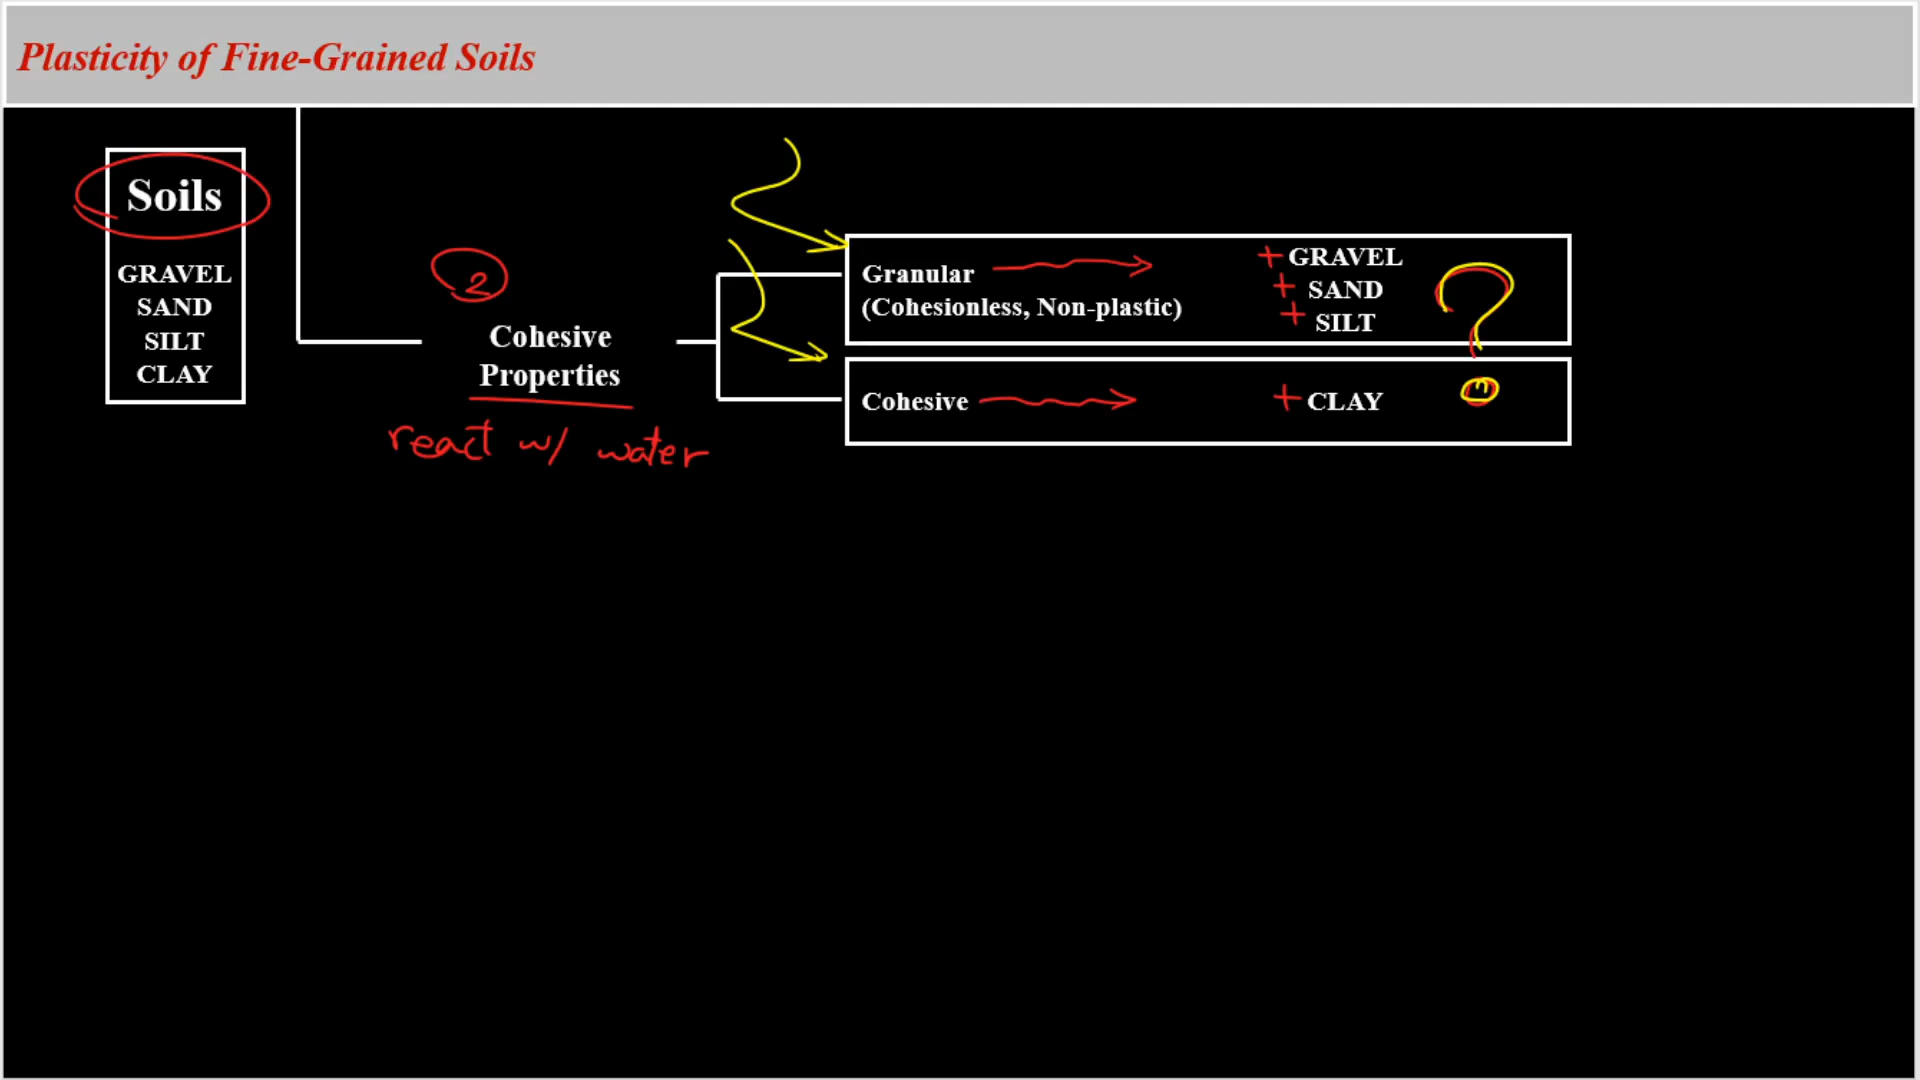 Plasticity of Fine-Grained Soils
Soils
GRAVEL
SAND
SILT
CLAY
2
Cohesive
Properties
react w/ water
Granular
(Cohesionless, Non-plastic)
+ GRAVEL
+ SAND
+ SILT
?
Cohesive
+ CLAY